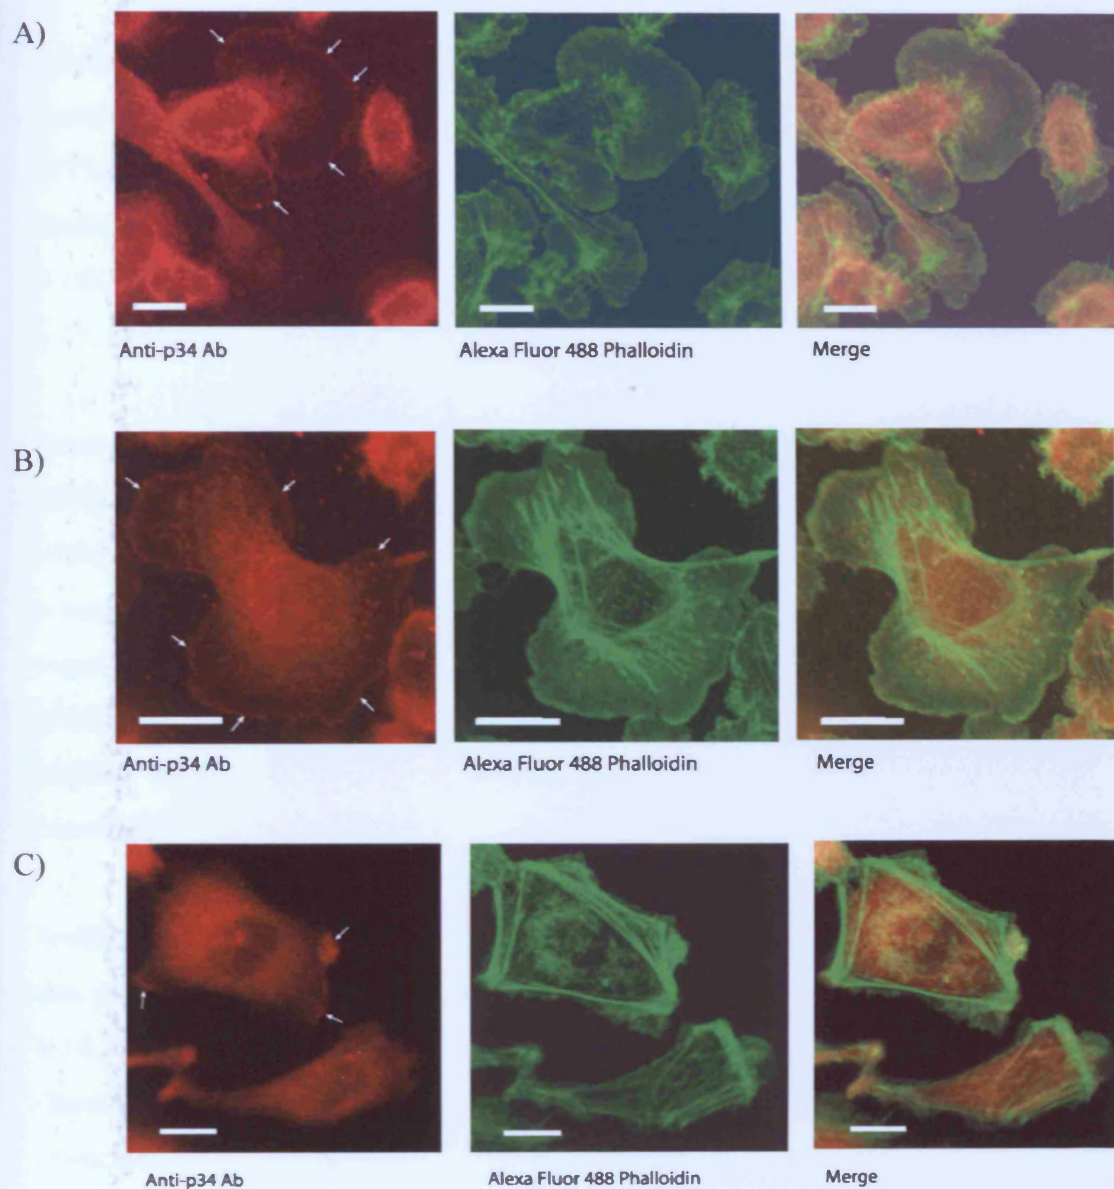 A)
Anti-p34 Ab Alexa Fluor 488 Phalloidin Merge
B)
Anti-p34 Ab Alexa Fluor 488 Phalloidin Merge
C)
Anti-p34 Ab Alexa Fluor 488 Phalloidin Merge